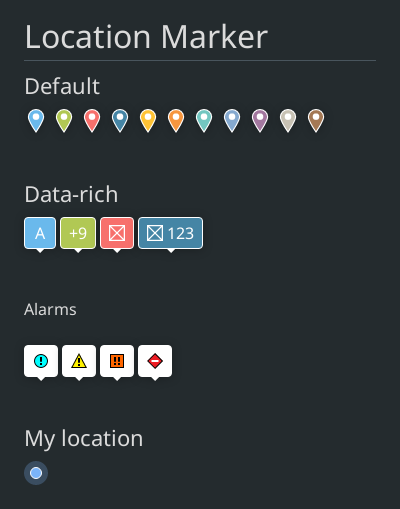 Location Marker
Default
Data-rich
A +9 123
Alarms
! ! !! 
My location